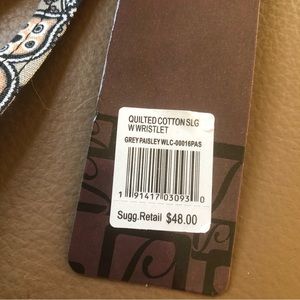 QUILTED COTTON SLG
W WRISTLET
GREY PAISLEY WLC-00016PAS
1 91417 03093 0
Sugg.Retail $48.00